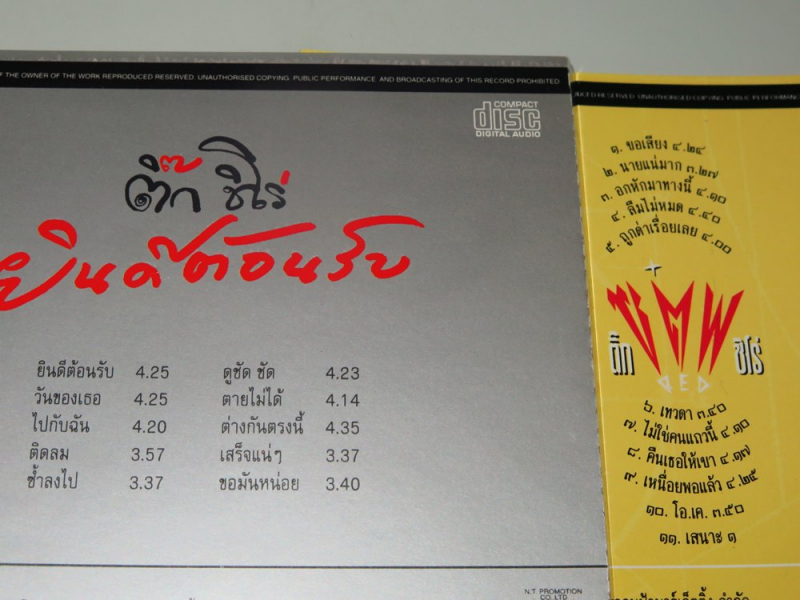 F THE OWNER OF THE WORK REPRODUCED RESERVED. UNAUTHORISED COPYING. PUBLIC PERFORMANCE AND BROADCASTING OF THIS RECORD PROHIBITED
COMPACT
disc
DIGITAL AUDIO
ติ๊ก ชิโร่
ยินดีต้อนรับ
ยินดีต้อนรับ 4.25
วันของเธอ 4.25
ไปกับฉัน 4.20
ติดลม 3.57
ซ้ำลงไป 3.37
ดูชัด ชัด 4.23
ตายไม่ได้ 4.14
ต่างกันตรงนี้ 4.35
เสร็จแน่ๆ 3.37
ขอมันหน่อย 3.40
N.T. PROMOTION
CO. LTD
RESERVED. UNAUTHORISED COPYING. PUBLIC
๑. ขอเสียง ๔.๒๔
๒. นายแน่มาก ๓.๒๗
๓. อกหักมาทางนี้ ๔.๑๐
๔. ลืมไม่หมด ๔.๔๐
๕. ถูกด่าเรื่อยเลย ๔.๐๐
ติ๊ก ชิโร่
๖. เทวดา ๓.๔๐
๗. ไม่ใช่คนแถวนี้ ๔.๑๐
๘. คืนเธอให้เขา ๔.๑๗
๙. เหนื่อยพอแล้ว ๔.๒๕
๑๐. โอ.เค. ๓.๕๐
๑๑. เสนาะ ๑